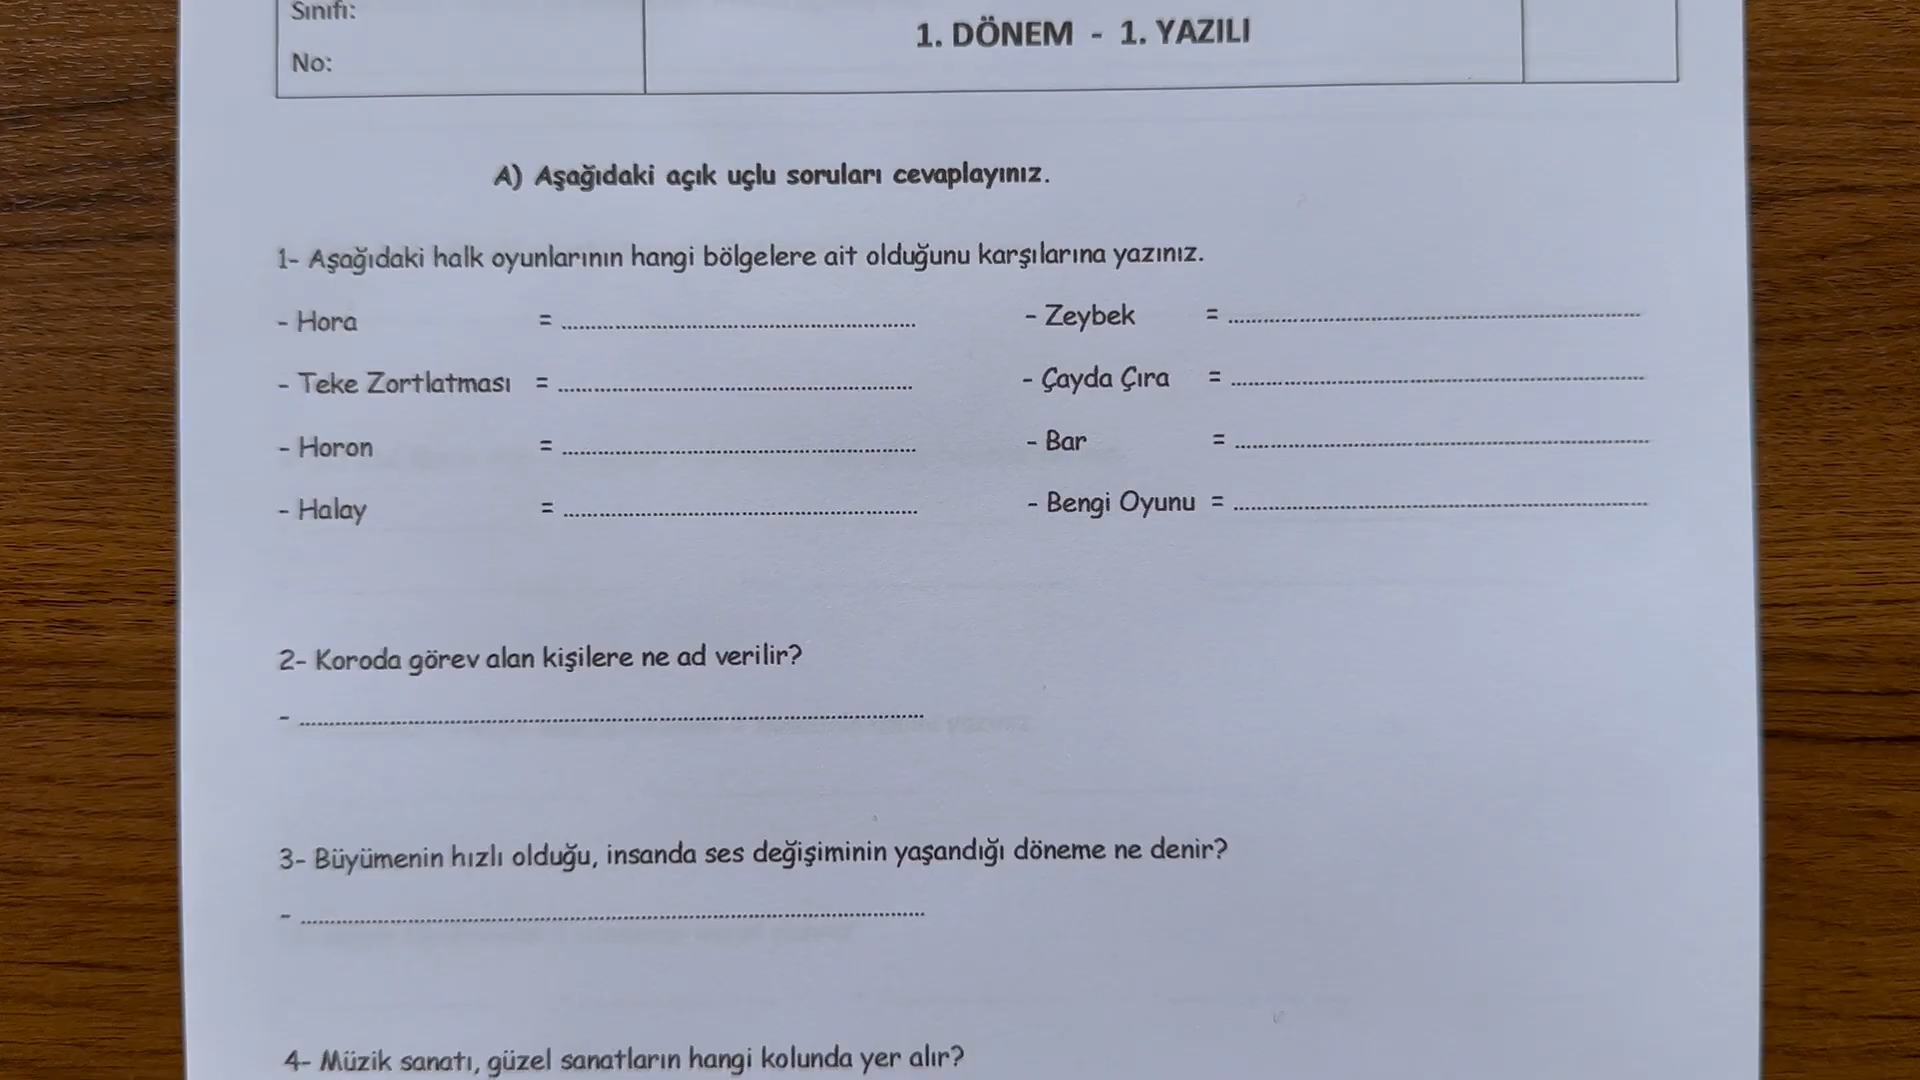 Sınıfı:
No:
1. DÖNEM - 1. YAZILI
A) Aşağıdaki açık uçlu soruları cevaplayınız.
1- Aşağıdaki halk oyunlarının hangi bölgelere ait olduğunu karşılarına yazınız.
- Hora = ........................ - Zeybek = ........................
- Teke Zortlatması = ........................ - Çayda Çıra = ........................
- Horon = ........................ - Bar = ........................
- Halay = ........................ - Bengi Oyunu = ........................
2- Koroda görev alan kişilere ne ad verilir?
- ........................
3- Büyümenin hızlı olduğu, insanda ses değişiminin yaşandığı döneme ne denir?
- ........................
4- Müzik sanatı, güzel sanatların hangi kolunda yer alır?